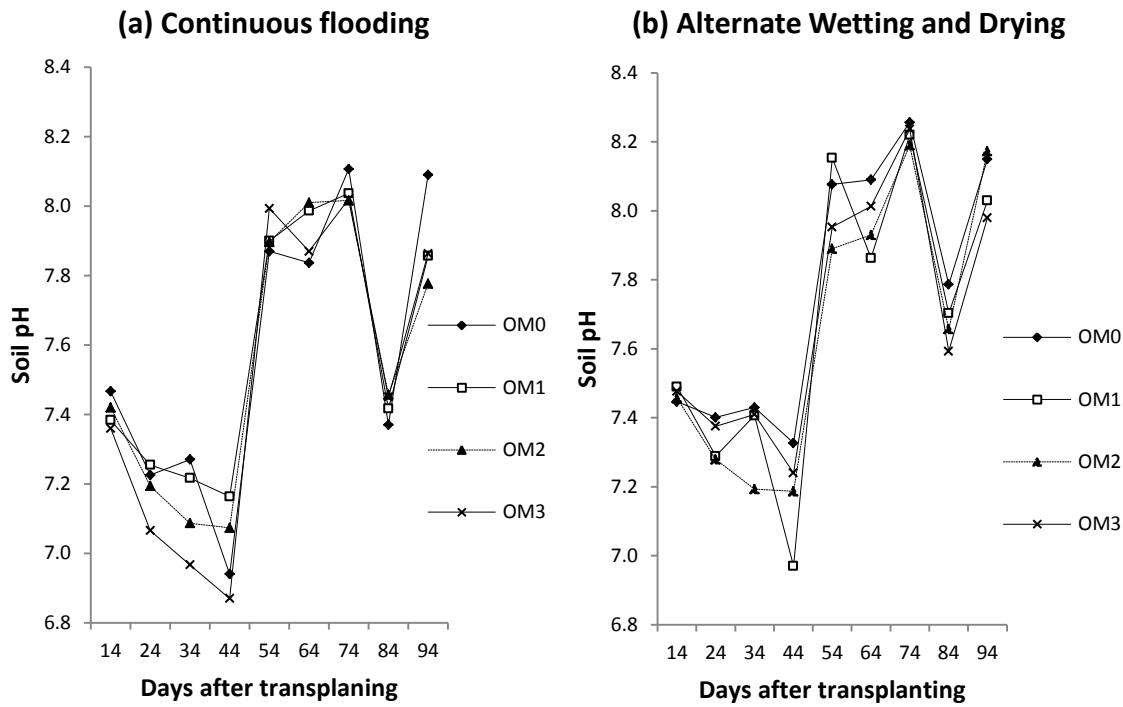 (a) Continuous flooding
8.4
8.2
8.0
7.8
7.6
7.4
7.2
7.0
6.8
Soil pH
14 24 34 44 54 64 74 84 94
Days after transplaning
OM0
OM1
OM2
OM3
(b) Alternate Wetting and Drying
8.4
8.2
8.0
7.8
7.6
7.4
7.2
7.0
6.8
Soil pH
14 24 34 44 54 64 74 84 94
Days after transplanting
OM0
OM1
OM2
OM3